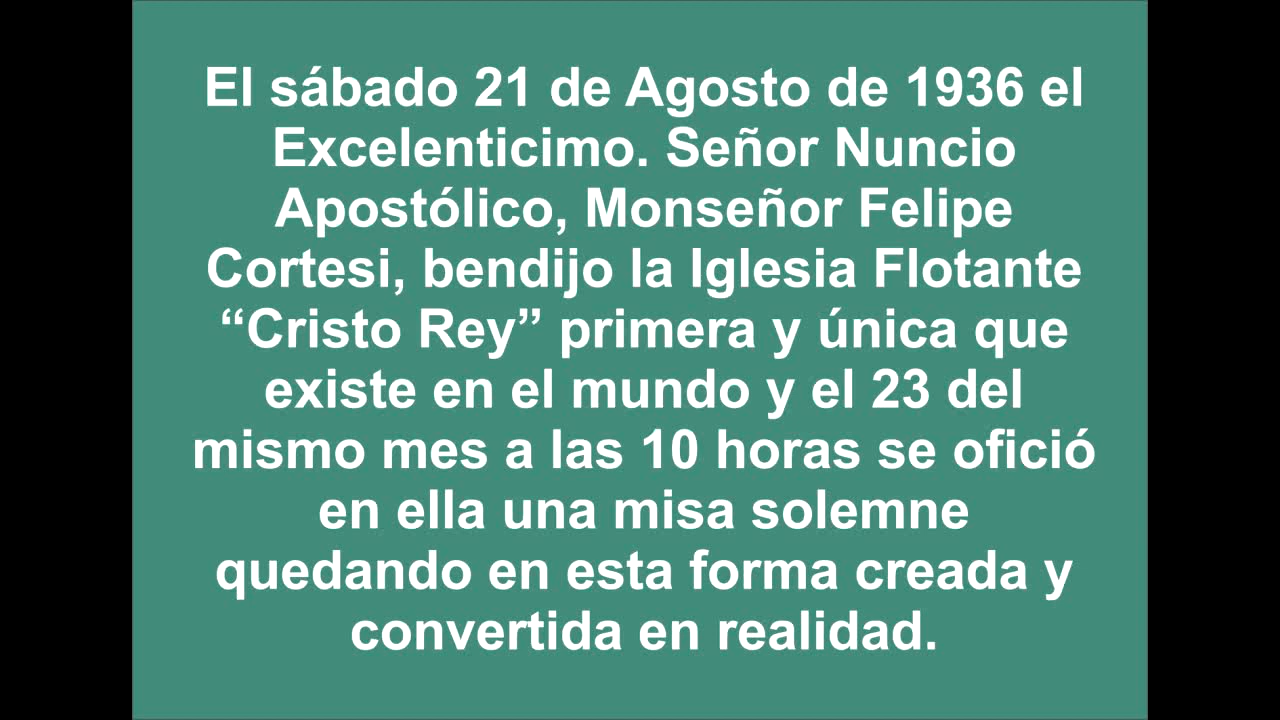 El sábado 21 de Agosto de 1936 el
Excelenticimo. Señor Nuncio
Apostólico, Monseñor Felipe
Cortesi, bendijo la Iglesia Flotante
“Cristo Rey” primera y única que
existe en el mundo y el 23 del
mismo mes a las 10 horas se ofició
en ella una misa solemne
quedando en esta forma creada y
convertida en realidad.